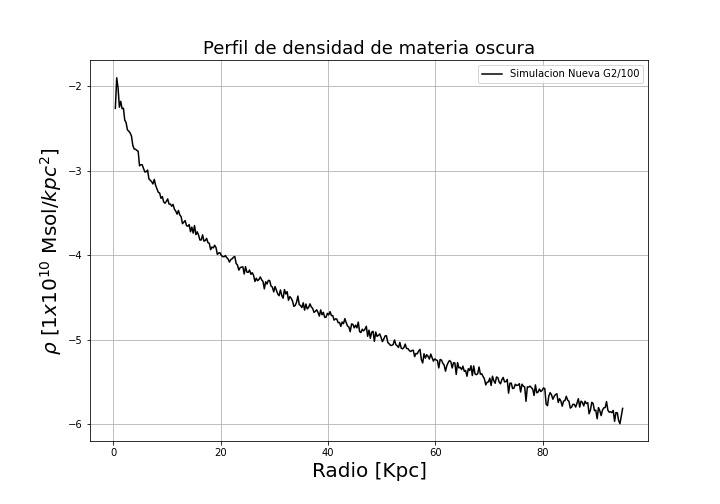 Perfil de densidad de materia oscura
Simulacion Nueva G2/100
ρ [1x10¹⁰ Msol/kpc²]
−2
−3
−4
−5
−6
0 20 40 60 80
Radio [Kpc]